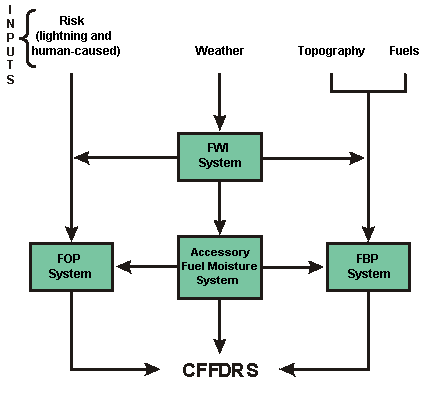 INPUTS
Risk
(lightning and
human-caused)
Weather
Topography
Fuels
FWI
System
FOP
System
Accessory
Fuel Moisture
System
FBP
System
CFFDRS